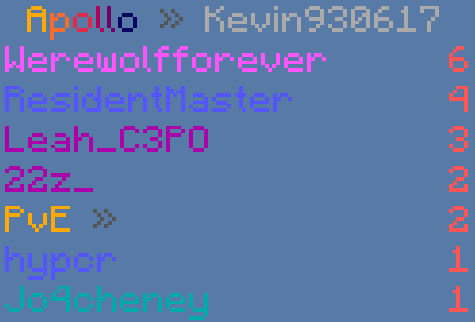 Apollo » Kevin930617
Werewolfforever 6
ResidentMaster 4
Leah_C3PO 3
22z_ 2
PvE » 2
hypcr 1
Jo9cheney 1